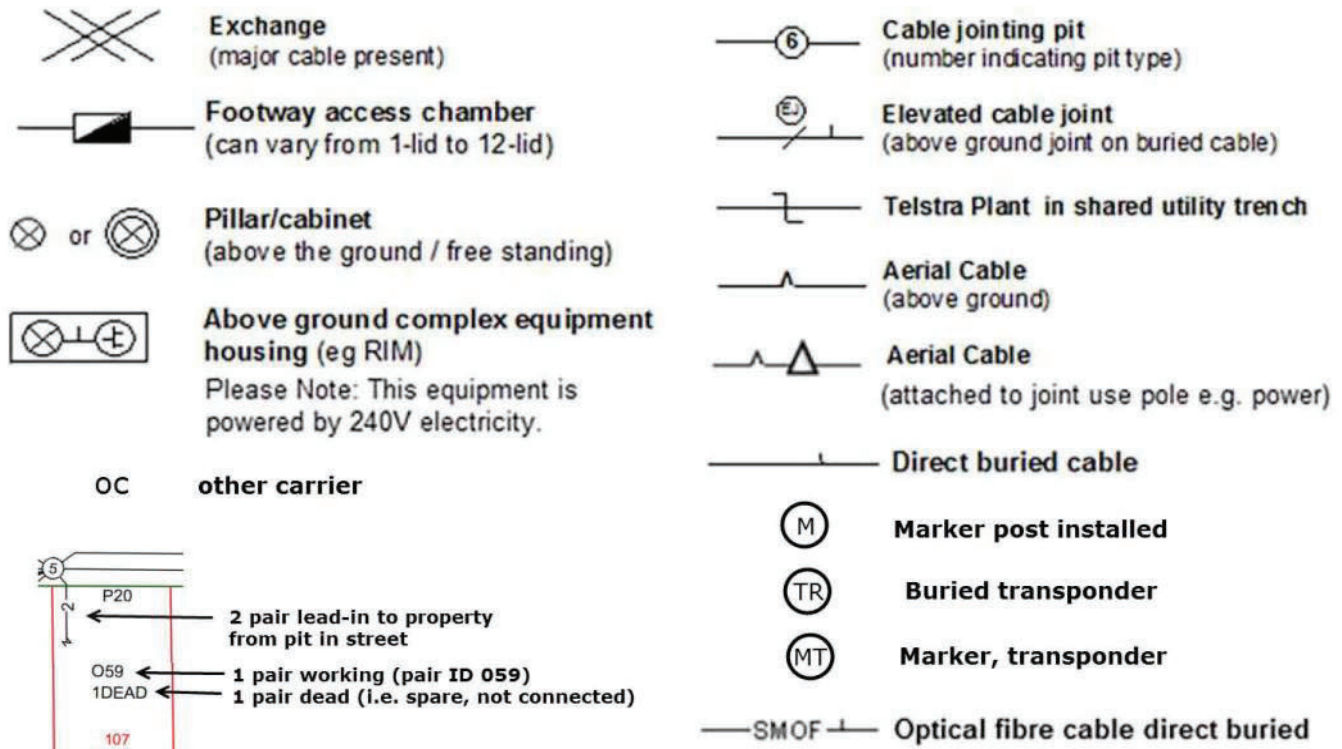 Exchange
(major cable present)
Footway access chamber
(can vary from 1-lid to 12-lid)
or
Pillar/cabinet
(above the ground / free standing)
Above ground complex equipment
housing (eg RIM)
Please Note: This equipment is
powered by 240V electricity.
OC other carrier
5
P20
2
2 pair lead-in to property
from pit in street
O59
1 pair working (pair ID 059)
1DEAD
1 pair dead (i.e. spare, not connected)
107
6
Cable jointing pit
(number indicating pit type)
EJ
Elevated cable joint
(above ground joint on buried cable)
Telstra Plant in shared utility trench
Aerial Cable
(above ground)
Aerial Cable
(attached to joint use pole e.g. power)
Direct buried cable
M Marker post installed
TR Buried transponder
MT Marker, transponder
SMOF Optical fibre cable direct buried